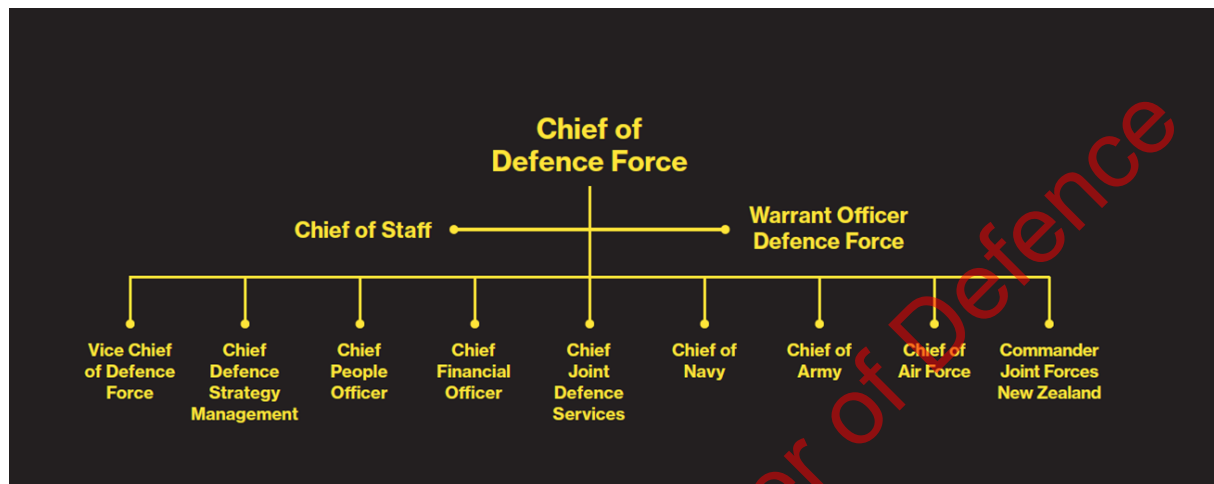 Chief of
Defence Force
Chief of Staff
Warrant Officer
Defence Force
Vice Chief
of Defence
Force
Chief
Defence
Strategy
Management
Chief
People
Officer
Chief
Financial
Officer
Chief
Joint
Defence
Services
Chief of
Navy
Chief of
Army
Chief of
Air Force
Commander
Joint Forces
New Zealand
of Defence